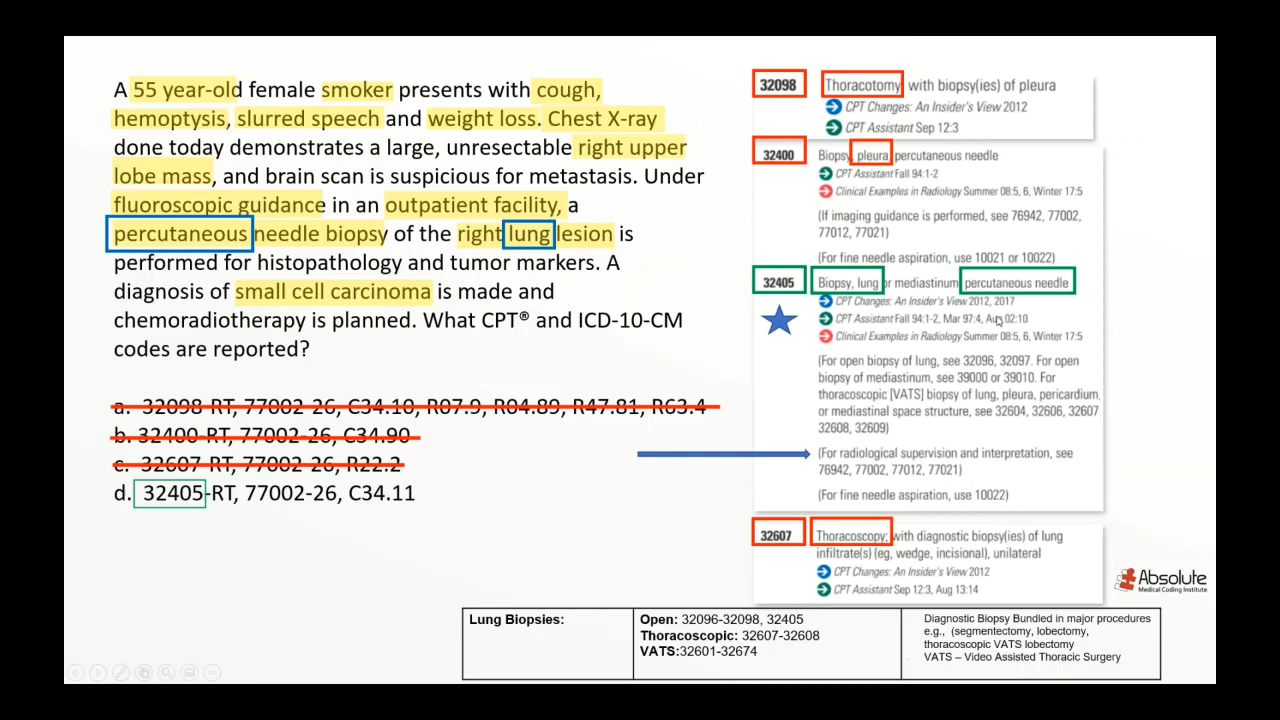 A 55 year-old female smoker presents with cough,
hemoptysis, slurred speech and weight loss. Chest X-ray
done today demonstrates a large, unresectable right upper
lobe mass, and brain scan is suspicious for metastasis. Under
fluoroscopic guidance in an outpatient facility, a
percutaneous needle biopsy of the right lung lesion is
performed for histopathology and tumor markers. A
diagnosis of small cell carcinoma is made and
chemoradiotherapy is planned. What CPT® and ICD-10-CM
codes are reported?
a. 32098-RT, 77002-26, C34.10, R07.9, R04.89, R47.81, R63.4
b. 32400-RT, 77002-26, C34.90
c. 32607-RT, 77002-26, R22.2
d. 32405-RT, 77002-26, C34.11
32098 Thoracotomy, with biopsy(ies) of pleura
CPT Changes: An Insider's View 2012
CPT Assistant Sep 12:3
32400 Biopsy, pleura, percutaneous needle
CPT Assistant Fall 94:1-2
Clinical Examples in Radiology Summer 08:5, 6, Winter 17:5
(If imaging guidance is performed, see 76942, 77002,
77012, 77021)
(For fine needle aspiration, use 10021 or 10022)
32405 Biopsy, lung or mediastinum, percutaneous needle
CPT Changes: An Insider's View 2012, 2017
CPT Assistant Fall 94:1-2, Mar 97:4, Aug 02:10
Clinical Examples in Radiology Summer 08:5, 6, Winter 17:5
(For open biopsy of lung, see 32096, 32097. For open
biopsy of mediastinum, see 39000 or 39010. For
thoracoscopic [VATS] biopsy of lung, pleura, pericardium,
or mediastinal space structure, see 32604, 32606, 32607
32608, 32609)
(For radiological supervision and interpretation, see
76942, 77002, 77012, 77021)
(For fine needle aspiration, use 10022)
32607 Thoracoscopy; with diagnostic biopsy(ies) of lung
infiltrate(s) (eg, wedge, incisional), unilateral
CPT Changes: An Insider's View 2012
CPT Assistant Sep 12:3, Aug 13:14
Absolute
Medical Coding Institute
Lung Biopsies:
Open: 32096-32098, 32405
Thoracoscopic: 32607-32608
VATS:32601-32674
Diagnostic Biopsy Bundled in major procedures
e.g., (segmentectomy, lobectomy,
thoracoscopic VATS lobectomy
VATS – Video Assisted Thoracic Surgery